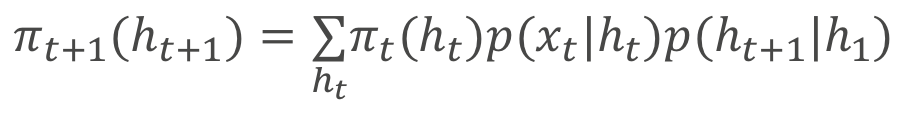 π_{t+1}(h_{t+1}) = ∑_{h_t} π_t(h_t)p(x_t|h_t)p(h_{t+1}|h_1)